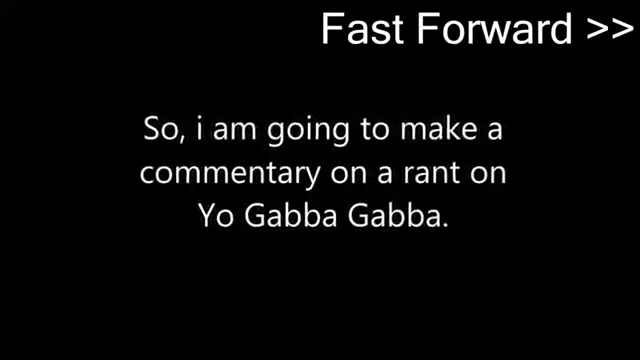 Fast Forward >>
So, i am going to make a
commentary on a rant on
Yo Gabba Gabba.